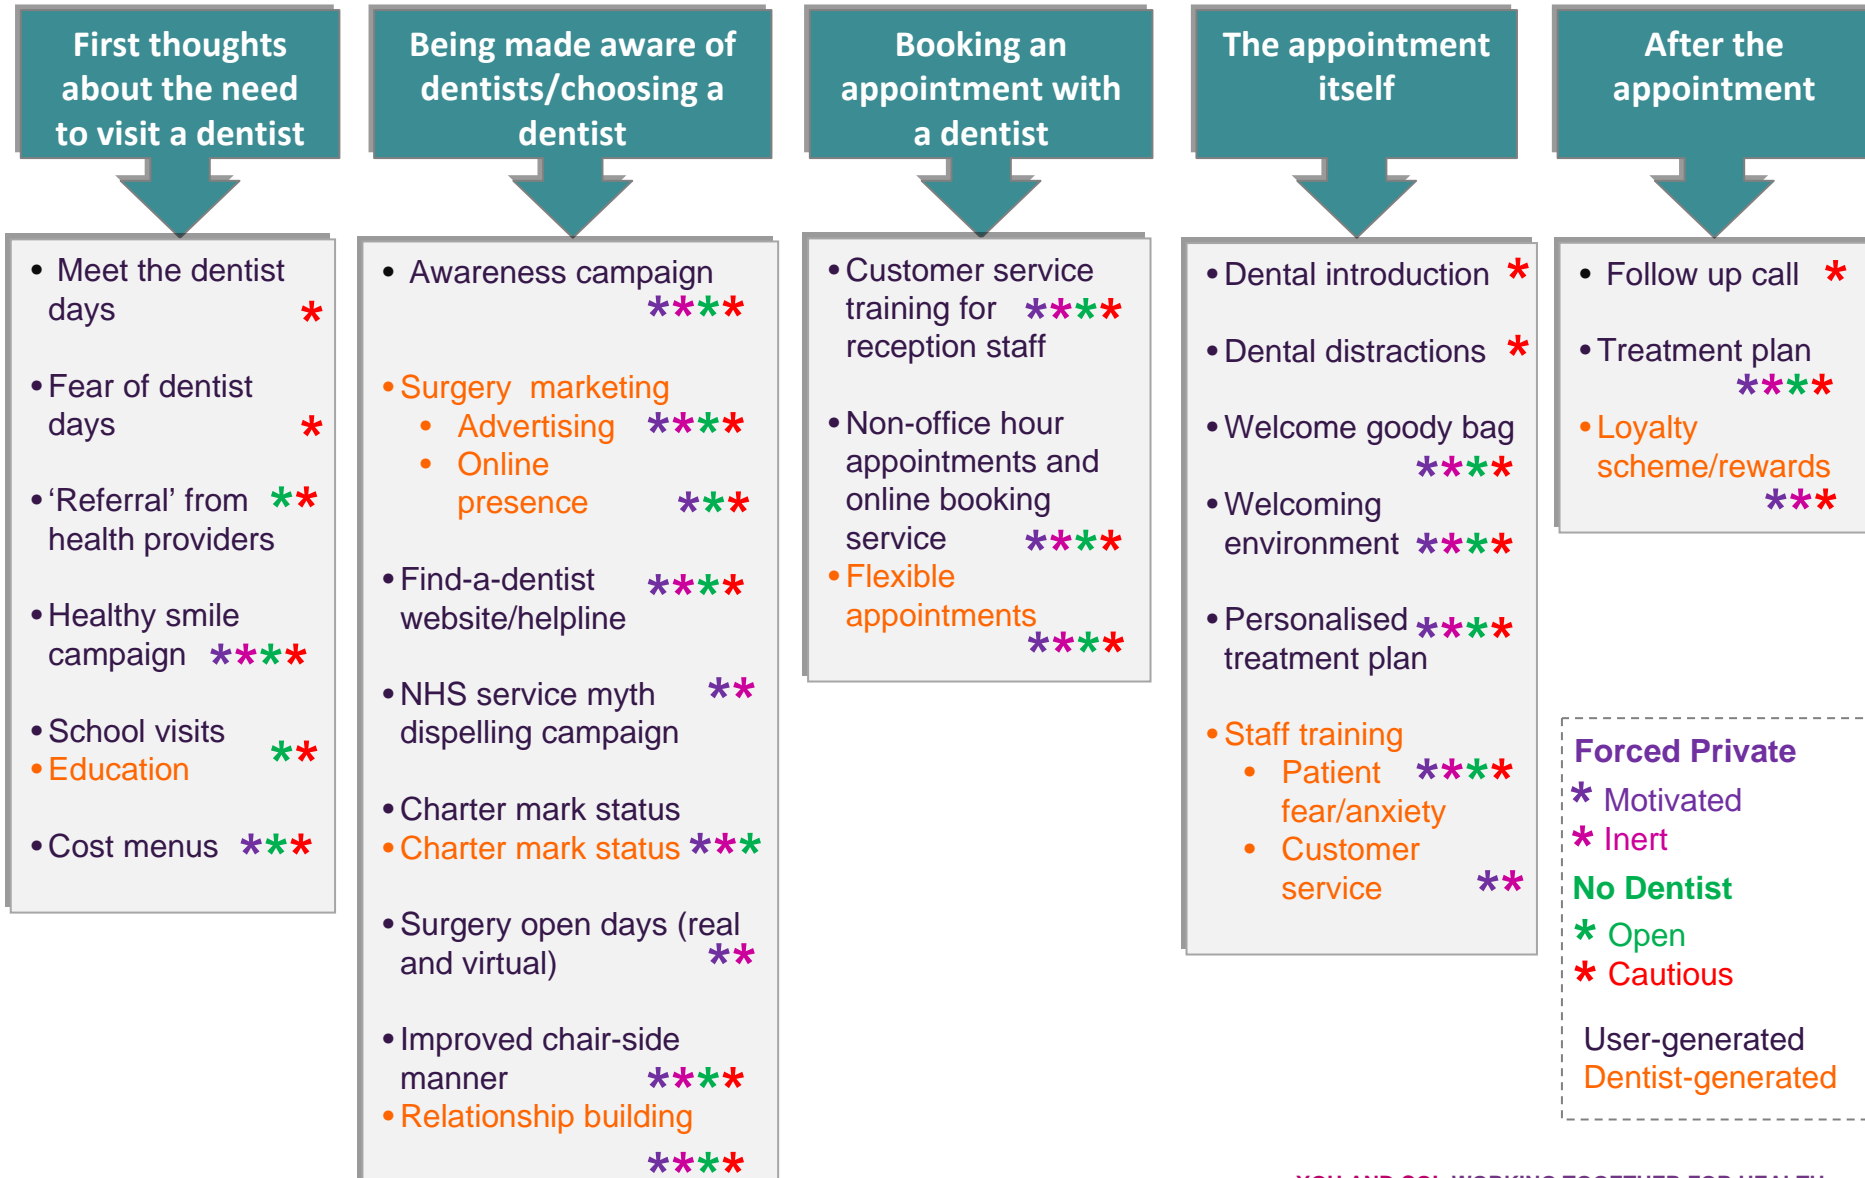 First thoughts
about the need
to visit a dentist
Being made aware of
dentists/choosing a
dentist
Booking an
appointment with
a dentist
The appointment
itself
After the
appointment
• Meet the dentist
days *
• Fear of dentist
days *
• ‘Referral’ from **
health providers
• Healthy smile
campaign ****
• School visits
• Education **
• Cost menus ***
• Awareness campaign
****
• Surgery marketing
• Advertising ****
• Online
presence ***
• Find-a-dentist ****
website/helpline
• NHS service myth **
dispelling campaign
• Charter mark status
• Charter mark status ***
• Surgery open days (real
and virtual) **
• Improved chair-side
manner ****
• Relationship building
****
• Customer service
training for ****
reception staff
• Non-office hour
appointments and
online booking
service ****
• Flexible
appointments
****
• Dental introduction *
• Dental distractions *
• Welcome goody bag
****
• Welcoming
environment ****
• Personalised ****
treatment plan
• Staff training
• Patient ****
fear/anxiety
• Customer
service **
• Follow up call *
• Treatment plan
****
• Loyalty
scheme/rewards
***
Forced Private
* Motivated
* Inert
No Dentist
* Open
* Cautious
User-generated
Dentist-generated
WORKING TOGETHER FOR HEALTH